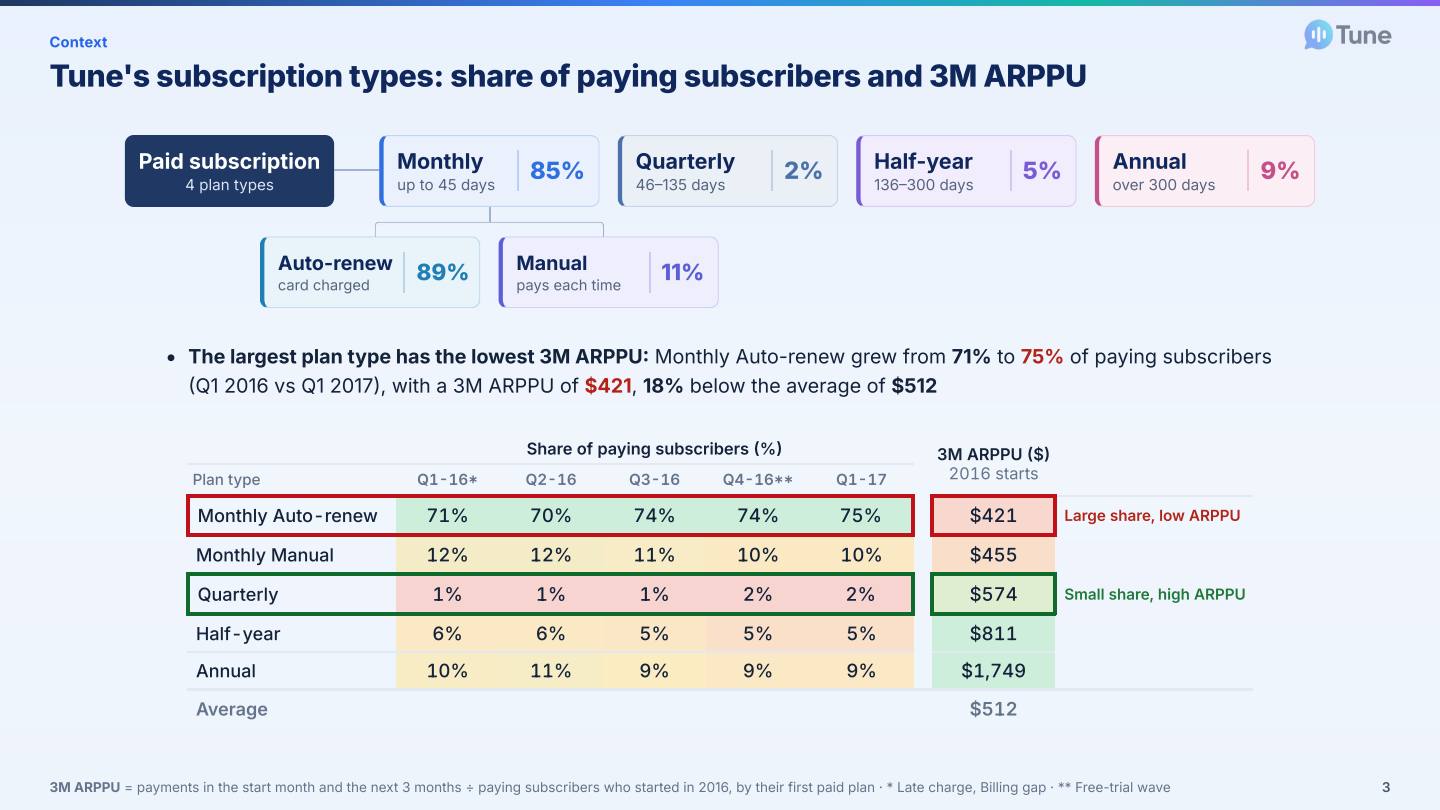 Context
Tune
Tune's subscription types: share of paying subscribers and 3M ARPPU
Paid subscription
4 plan types
Monthly
up to 45 days
85%
Quarterly
46–135 days
2%
Half-year
136–300 days
5%
Annual
over 300 days
9%
Auto-renew
card charged
89%
Manual
pays each time
11%
• The largest plan type has the lowest 3M ARPPU: Monthly Auto-renew grew from 71% to 75% of paying subscribers
(Q1 2016 vs Q1 2017), with a 3M ARPPU of $421, 18% below the average of $512
Share of paying subscribers (%)
3M ARPPU ($)
2016 starts
Plan type Q1-16* Q2-16 Q3-16 Q4-16** Q1-17
Monthly Auto-renew 71% 70% 74% 74% 75% $421 Large share, low ARPPU
Monthly Manual 12% 12% 11% 10% 10% $455
Quarterly 1% 1% 1% 2% 2% $574 Small share, high ARPPU
Half-year 6% 6% 5% 5% 5% $811
Annual 10% 11% 9% 9% 9% $1,749
Average $512
3M ARPPU = payments in the start month and the next 3 months ÷ paying subscribers who started in 2016, by their first paid plan · * Late charge, Billing gap · ** Free-trial wave
3